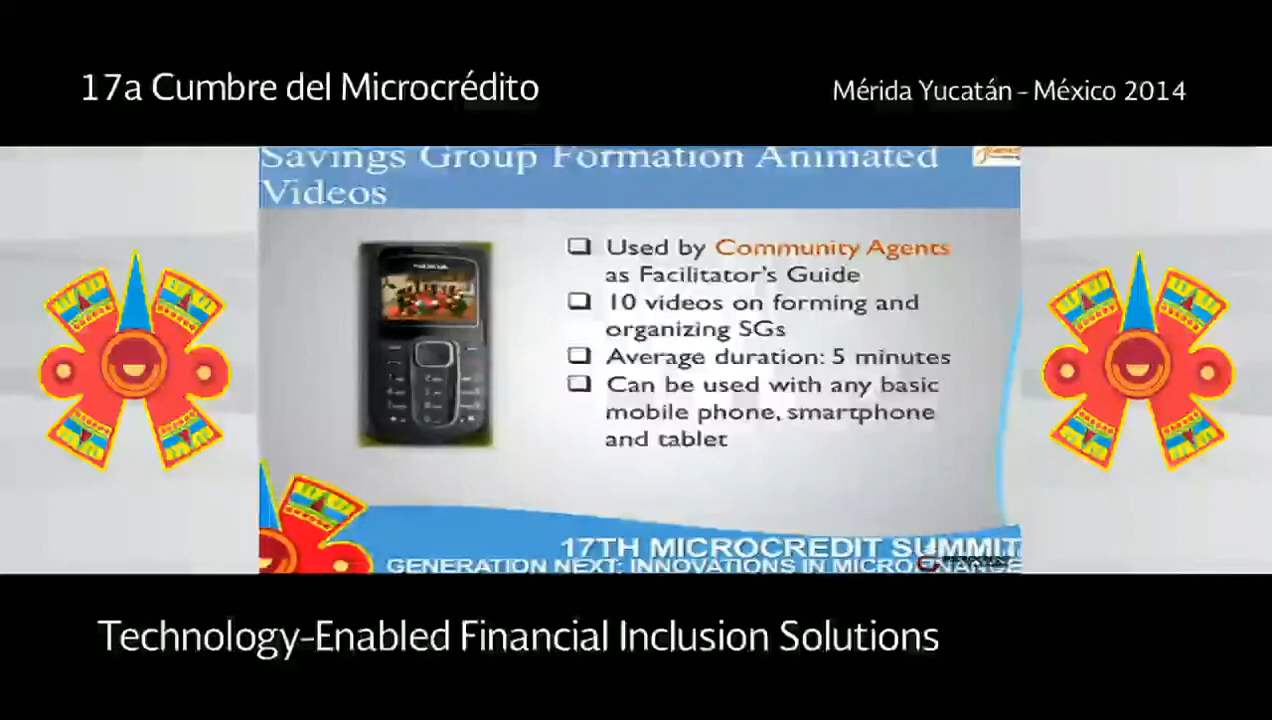 17a Cumbre del Microcrédito
Mérida Yucatán - México 2014
Savings Group Formation Animated
Videos
NOKIA
❑ Used by Community Agents
as Facilitator's Guide
❑ 10 videos on forming and
organizing SGs
❑ Average duration: 5 minutes
❑ Can be used with any basic
mobile phone, smartphone
and tablet
17TH MICROCREDIT SUMMIT
GENERATION NEXT: INNOVATIONS IN MICROFINANCE
Technology-Enabled Financial Inclusion Solutions